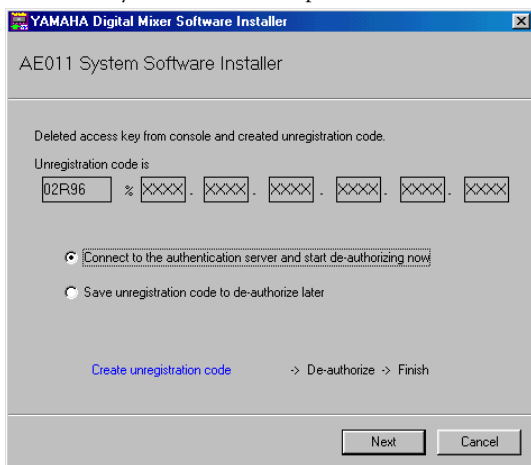 YAMAHA Digital Mixer Software Installer
AE011 System Software Installer
Deleted access key from console and created unregistration code.
Unregistration code is
02R96 % XXXX . XXXX . XXXX . XXXX . XXXX . XXXX
Connect to the authentication server and start de-authorizing now
Save unregistration code to de-authorize later
Create unregistration code -> De-authorize -> Finish
Next Cancel